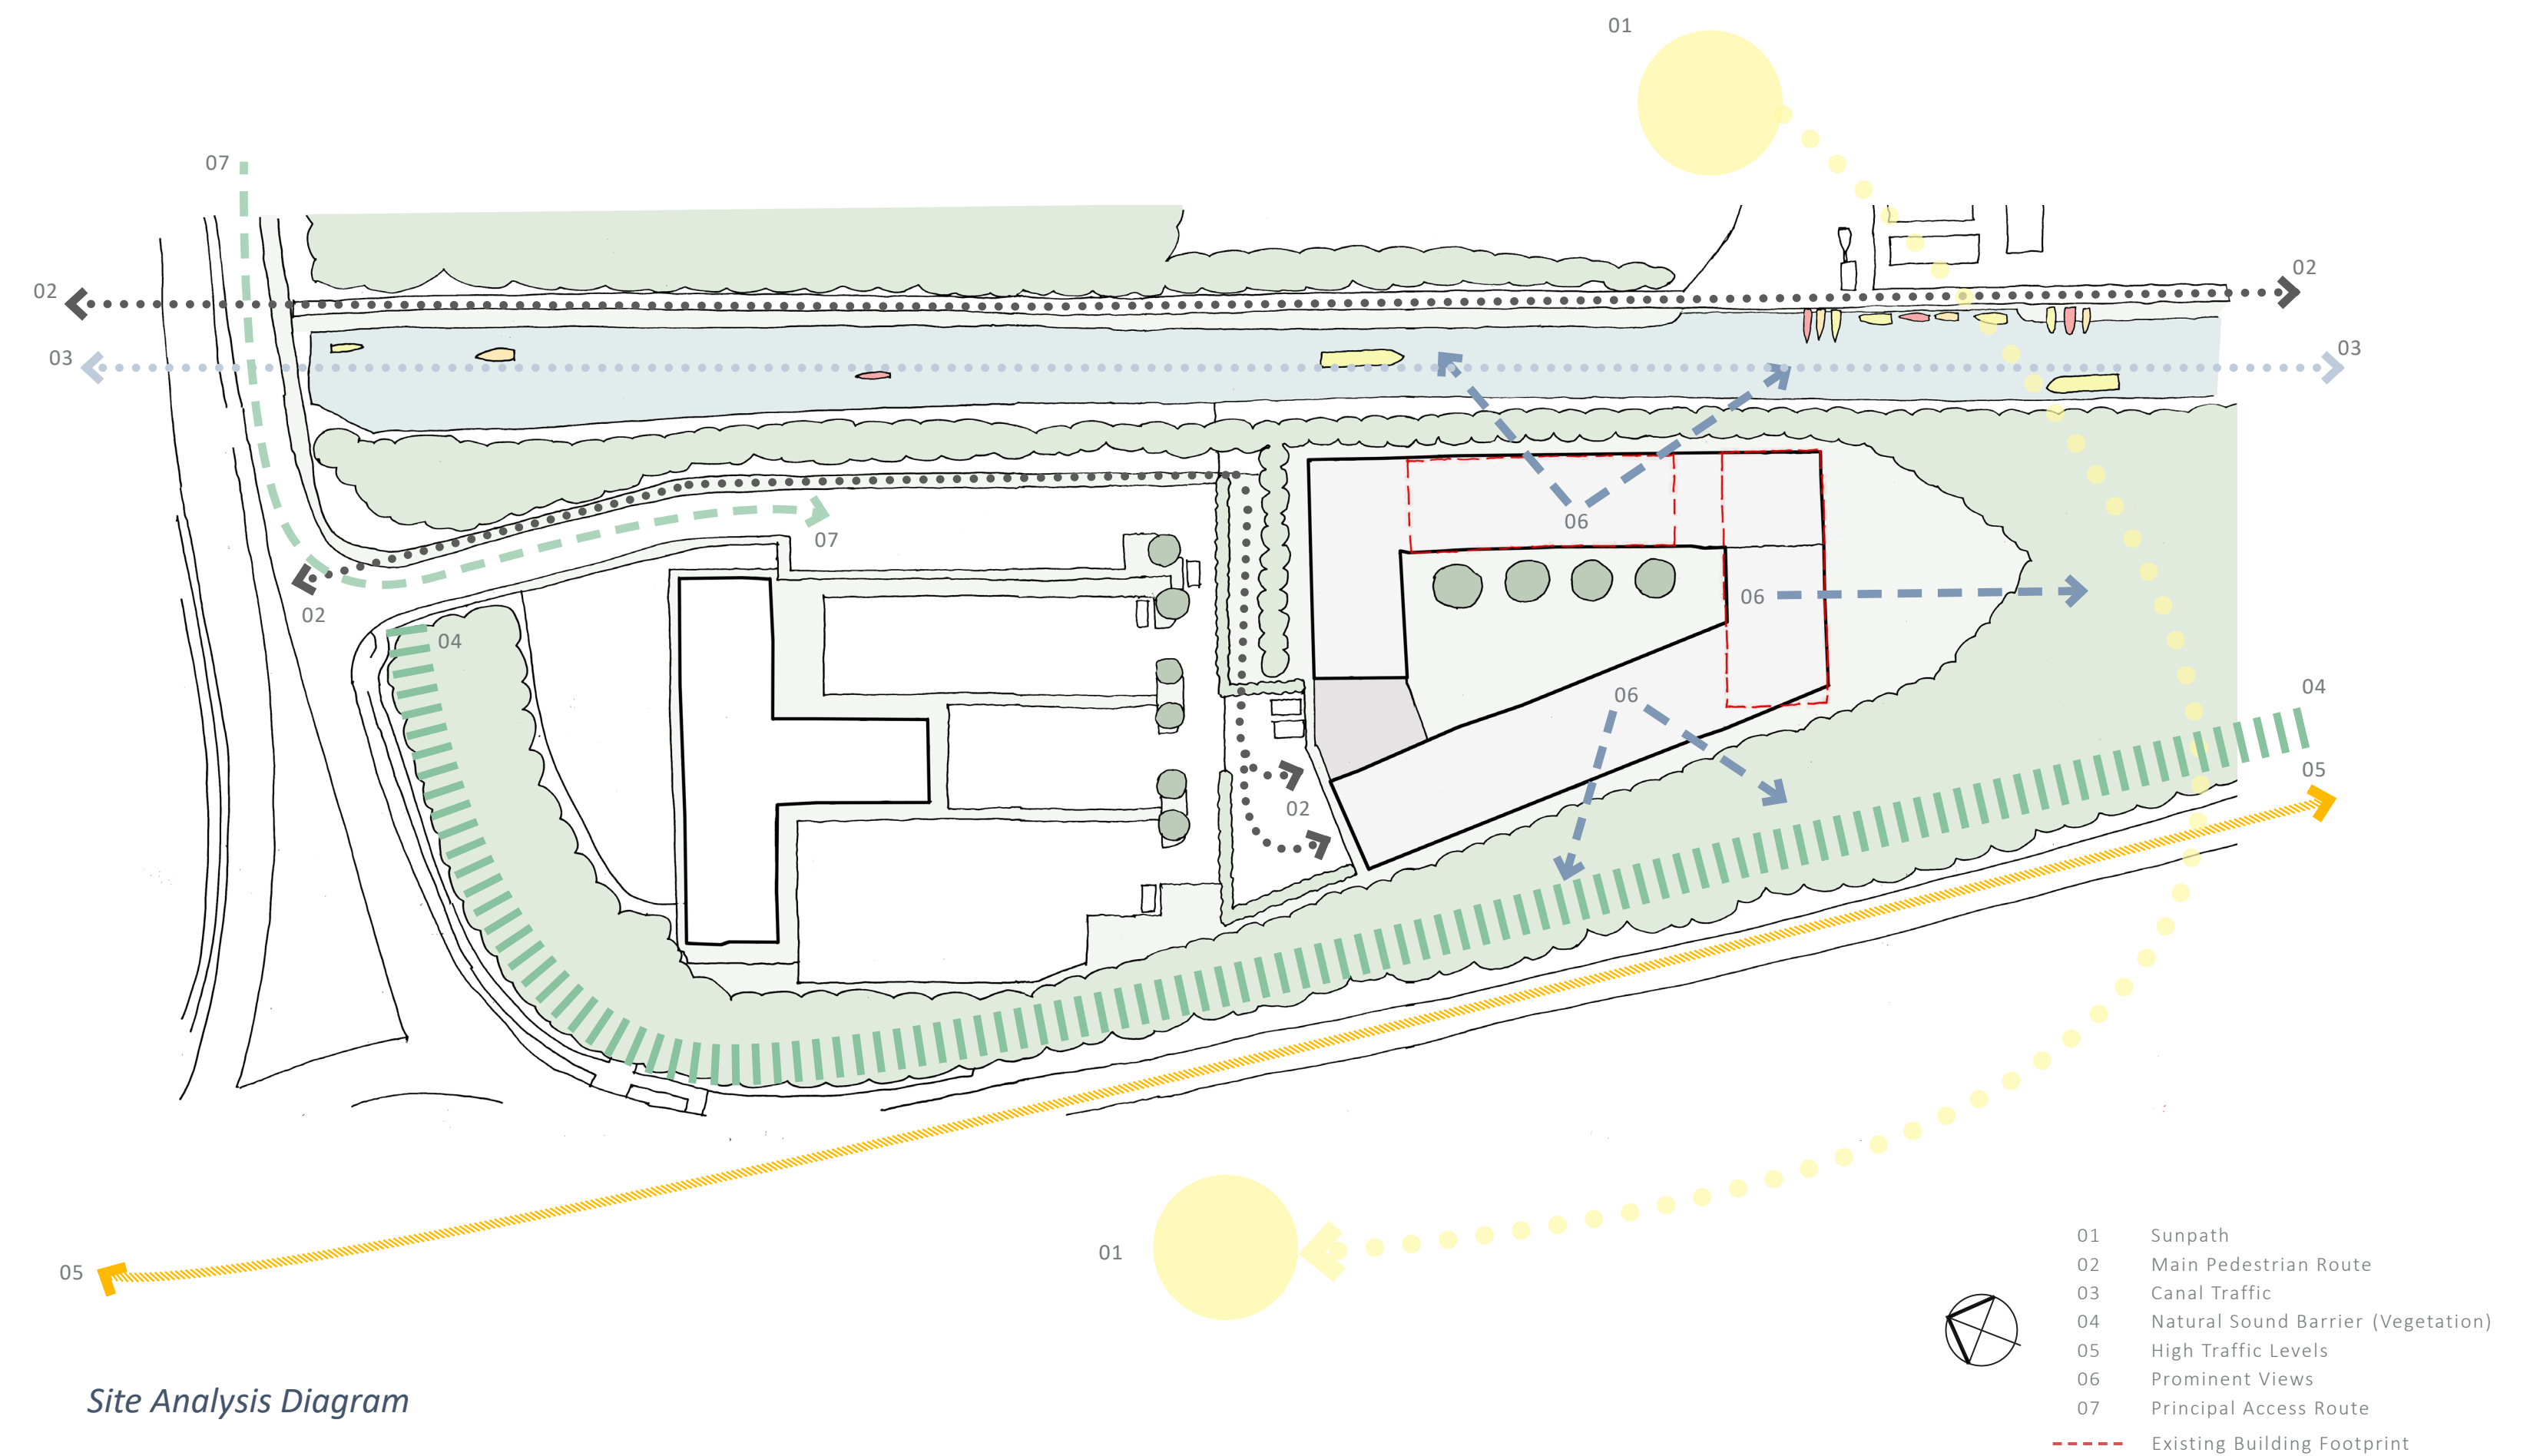 01
07
02
02
03
03
06
07
06
02
04
06
04
05
02
01
05
01 Sunpath
02 Main Pedestrian Route
03 Canal Traffic
04 Natural Sound Barrier (Vegetation)
05 High Traffic Levels
06 Prominent Views
07 Principal Access Route
Existing Building Footprint
Site Analysis Diagram